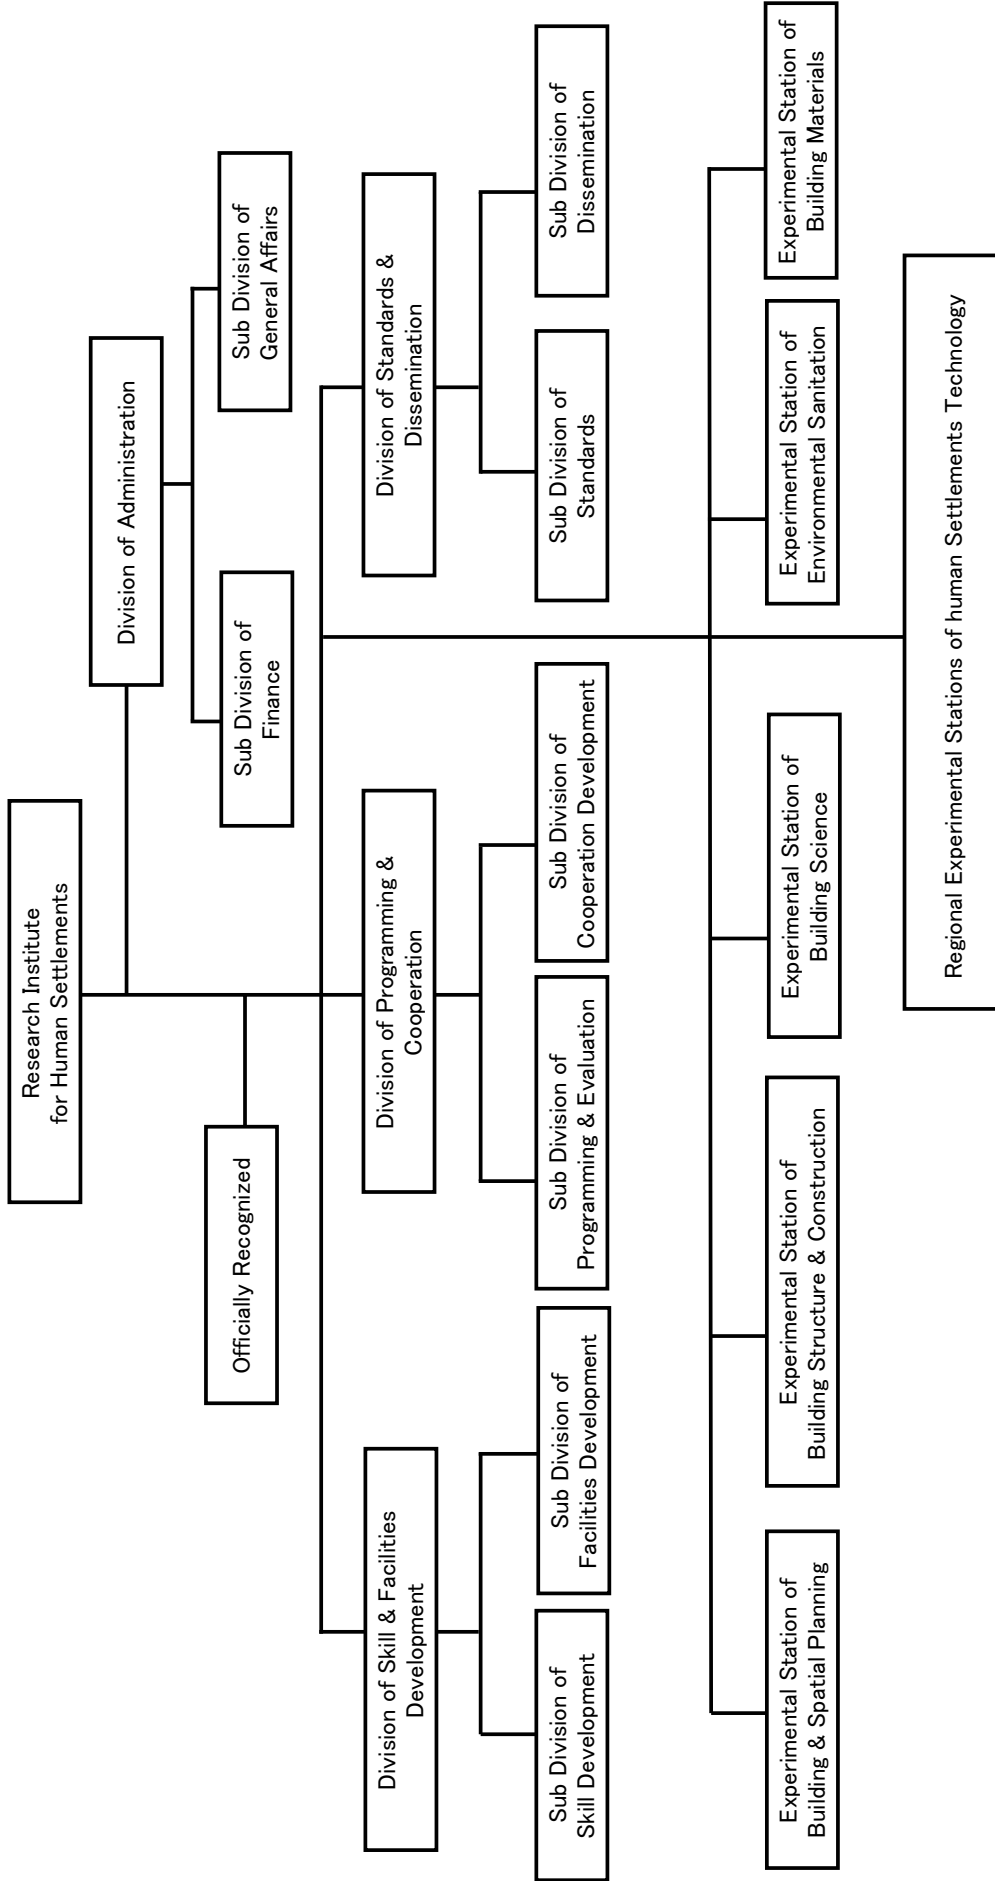 Research Institute
for Human Settlements
Division of Administration
Officially Recognized
Sub Division of
Finance
Sub Division of
General Affairs
Division of Skill & Facilities
Development
Division of Programming &
Cooperation
Division of Standards &
Dissemination
Sub Division of
Skill Development
Sub Division of
Facilities Development
Sub Division of
Programming & Evaluation
Sub Division of
Cooperation Development
Sub Division of
Standards
Sub Division of
Dissemination
Experimental Station of
Building & Spatial Planning
Experimental Station of
Building Structure & Construction
Experimental Station of
Building Science
Experimental Station of
Environmental Sanitation
Experimental Station of
Building Materials
Regional Experimental Stations of human Settlements Technology